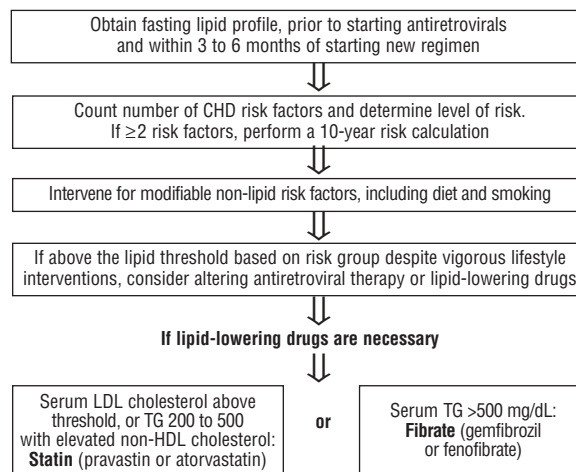 Obtain fasting lipid profile, prior to starting antiretrovirals
and within 3 to 6 months of starting new regimen
Count number of CHD risk factors and determine level of risk.
If ≥2 risk factors, perform a 10-year risk calculation
Intervene for modifiable non-lipid risk factors, including diet and smoking
If above the lipid threshold based on risk group despite vigorous lifestyle
interventions, consider altering antiretroviral therapy or lipid-lowering drugs
If lipid-lowering drugs are necessary
Serum LDL cholesterol above
threshold, or TG 200 to 500
with elevated non-HDL cholesterol:
Statin (pravastin or atorvastatin)
or
Serum TG >500 mg/dL:
Fibrate (gemfibrozil
or fenofibrate)